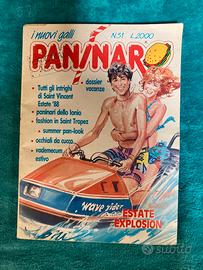 i nuovi galli
N.51 L.2000
PANINARO
dossier
vacanze
• Tutti gli intrighi
di Saint Vincent
Estate '88
• paninari dello Ionio
• fashion in Saint Tropez
• summer pan-look
• occhiali da cucco
• vademecum
estivo
wave rider
ESTATE
EXPLOSION
subito